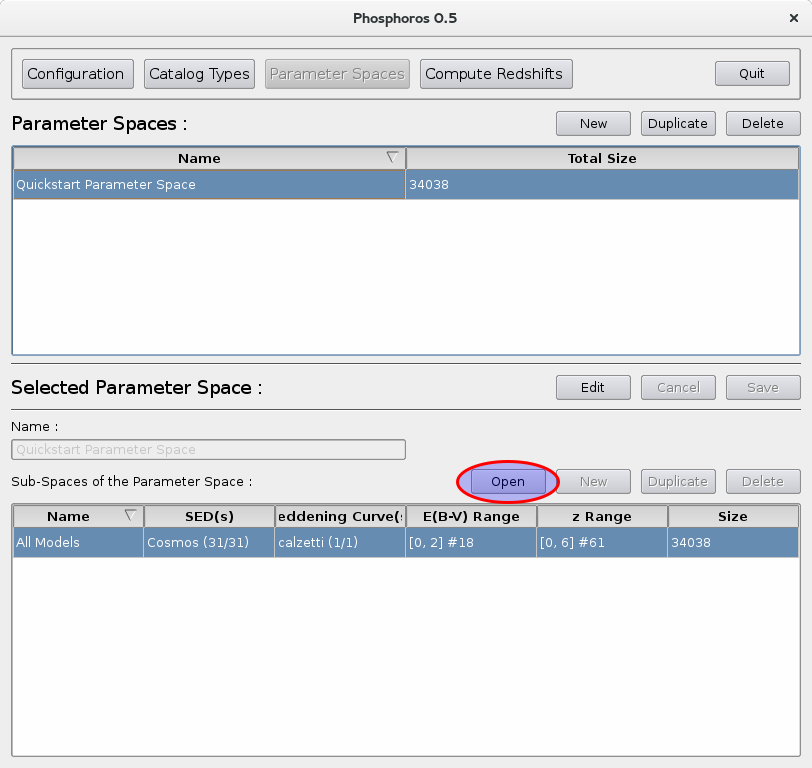 Phosphoros 0.5
Configuration Catalog Types Parameter Spaces Compute Redshifts Quit
Parameter Spaces : New Duplicate Delete
Name Total Size
Quickstart Parameter Space 34038
Selected Parameter Space : Edit Cancel Save
Name :
Quickstart Parameter Space
Sub-Spaces of the Parameter Space : Open New Duplicate Delete
Name SED(s) eddening Curve(s E(B-V) Range z Range Size
All Models Cosmos (31/31) calzetti (1/1) [0, 2] #18 [0, 6] #61 34038